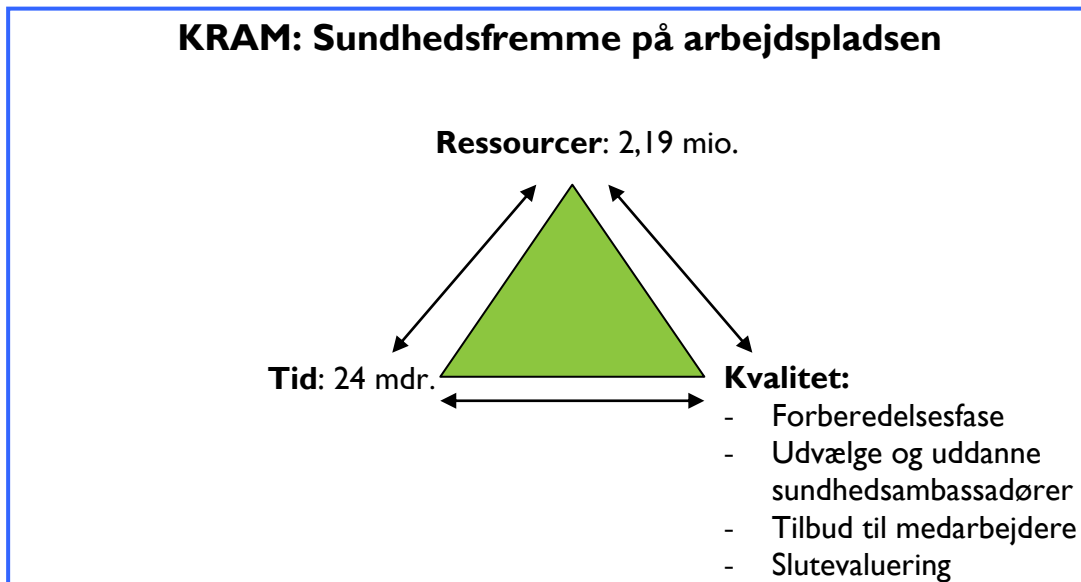 KRAM: Sundhedsfremme på arbejdspladsen
Ressourcer: 2,19 mio.
Tid: 24 mdr.
Kvalitet:
- Forberedelsesfase
- Udvælge og uddanne
sundhedsambassadører
- Tilbud til medarbejdere
- Slutevaluering